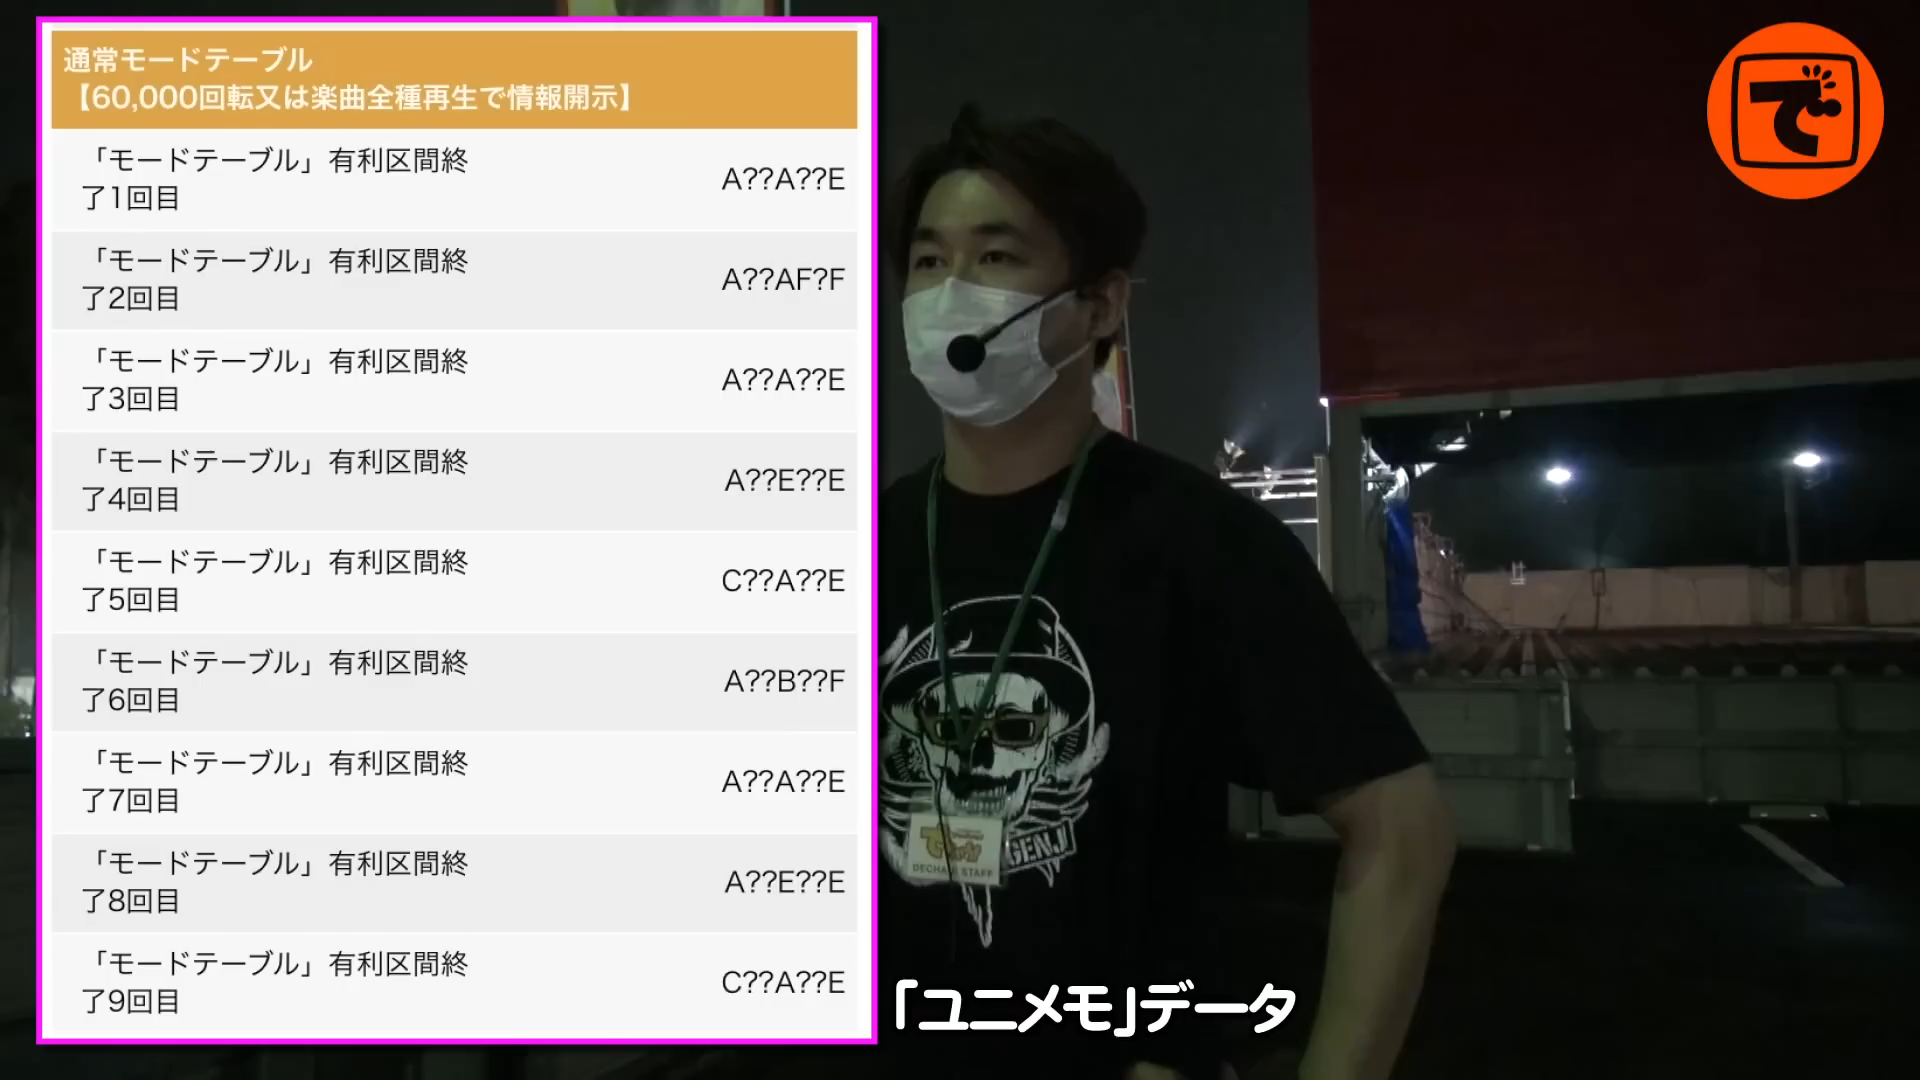 通常モードテーブル
【60,000回転又は楽曲全種再生で情報開示】
「モードテーブル」有利区間終
了1回目
A??A??E
「モードテーブル」有利区間終
了2回目
A??AF?F
「モードテーブル」有利区間終
了3回目
A??A??E
「モードテーブル」有利区間終
了4回目
A??E??E
「モードテーブル」有利区間終
了5回目
C??A??E
「モードテーブル」有利区間終
了6回目
A??B??F
「モードテーブル」有利区間終
了7回目
A??A??E
「モードテーブル」有利区間終
了8回目
A??E??E
「モードテーブル」有利区間終
了9回目
C??A??E
で
GENJI
STAFF
「ユニメモ」データ